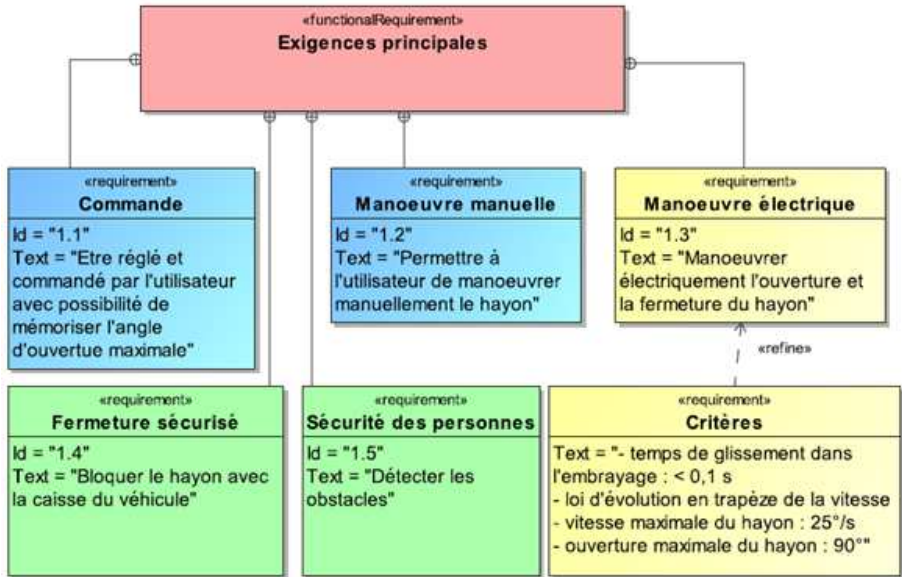 «functionalRequirement»
Exigences principales
«requirement»
Commande
Id = "1.1"
Text = "Etre réglé et
commandé par l'utilisateur
avec possibilité de
mémoriser l'angle
d'ouvertue maximale"
«requirement»
Manoeuvre manuelle
Id = "1.2"
Text = "Permettre à
l'utilisateur de manoeuvrer
manuellement le hayon"
«requirement»
Manoeuvre électrique
Id = "1.3"
Text = "Manoeuvrer
électriquement l'ouverture et
la fermeture du hayon"
«refine»
«requirement»
Fermeture sécurisé
Id = "1.4"
Text = "Bloquer le hayon avec
la caisse du véhicule"
«requirement»
Sécurité des personnes
Id = "1.5"
Text = "Détecter les
obstacles"
«requirement»
Critères
Text = "- temps de glissement dans
l'embrayage : < 0,1 s
- loi d'évolution en trapèze de la vitesse
- vitesse maximale du hayon : 25°/s
- ouverture maximale du hayon : 90°"